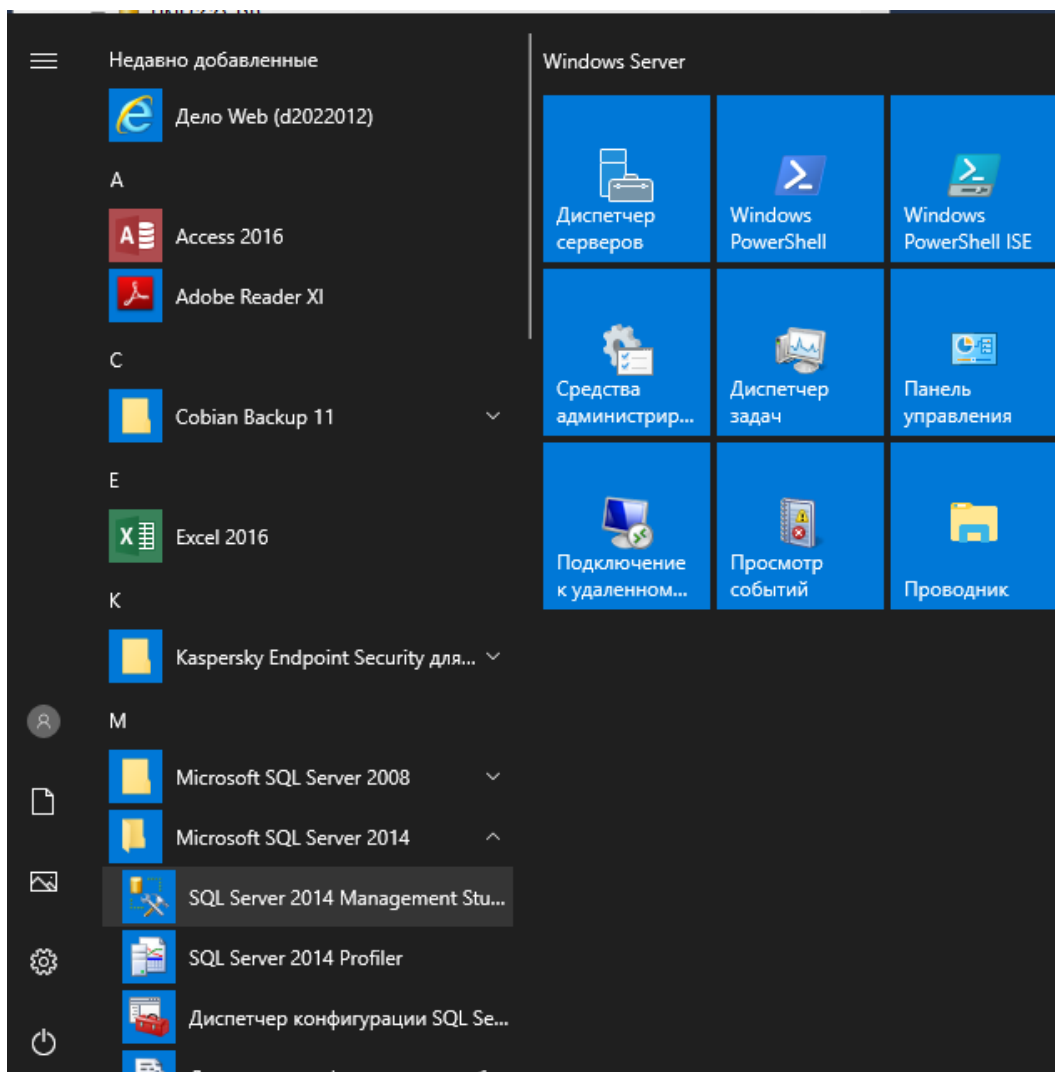 Недавно добавленные
Дело Web (d2022012)
A
Access 2016
Adobe Reader XI
C
Cobian Backup 11
E
Excel 2016
K
Kaspersky Endpoint Security для...
M
Microsoft SQL Server 2008
Microsoft SQL Server 2014
SQL Server 2014 Management Stu...
SQL Server 2014 Profiler
Диспетчер конфигурации SQL Se...
Windows Server
Диспетчер
серверов
Windows
PowerShell
Windows
PowerShell ISE
Средства
администрир...
Диспетчер
задач
Панель
управления
Подключение
к удаленном...
Просмотр
событий
Проводник